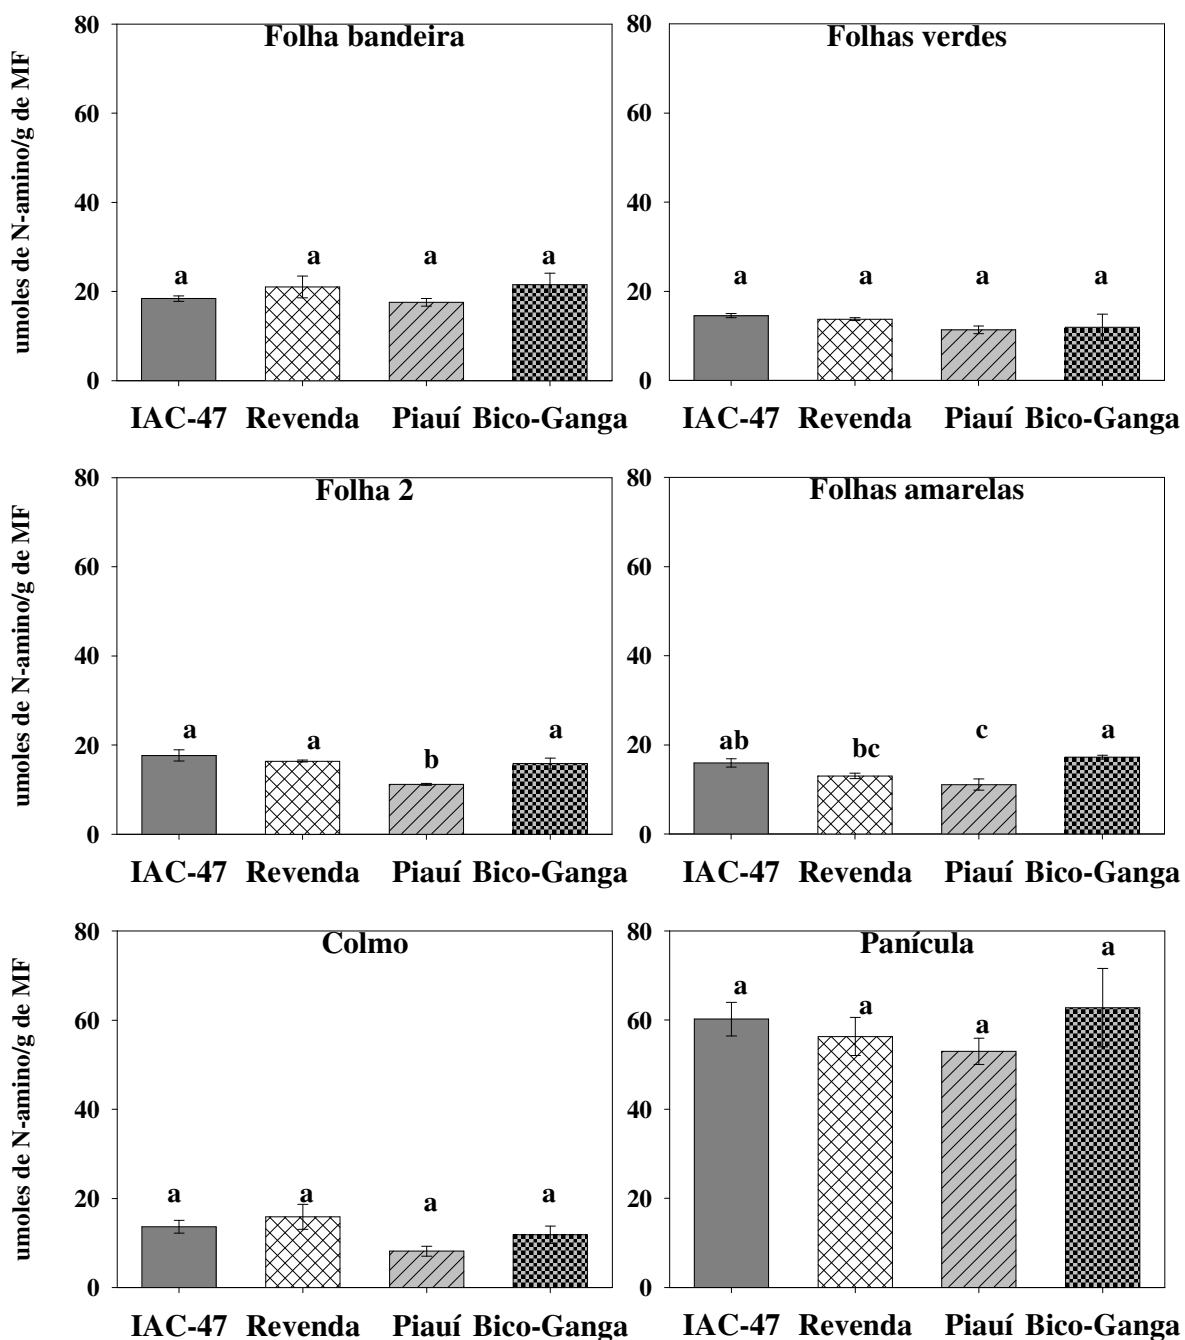 Folha bandeira
umoles de N-amino/g de MF
80
60
40
20
0
a a a a
IAC-47 Revenda Piauí Bico-Ganga
Folhas verdes
80
60
40
20
0
a a a a
IAC-47 Revenda Piauí Bico-Ganga
Folha 2
umoles de N-amino/g de MF
80
60
40
20
0
a a b a
IAC-47 Revenda Piauí Bico-Ganga
Folhas amarelas
80
60
40
20
0
ab bc c a
IAC-47 Revenda Piauí Bico-Ganga
Colmo
umoles de N-amino/g de MF
80
60
40
20
0
a a a a
IAC-47 Revenda Piauí Bico-Ganga
Panícula
80
60
40
20
0
a a a a
IAC-47 Revenda Piauí Bico-Ganga